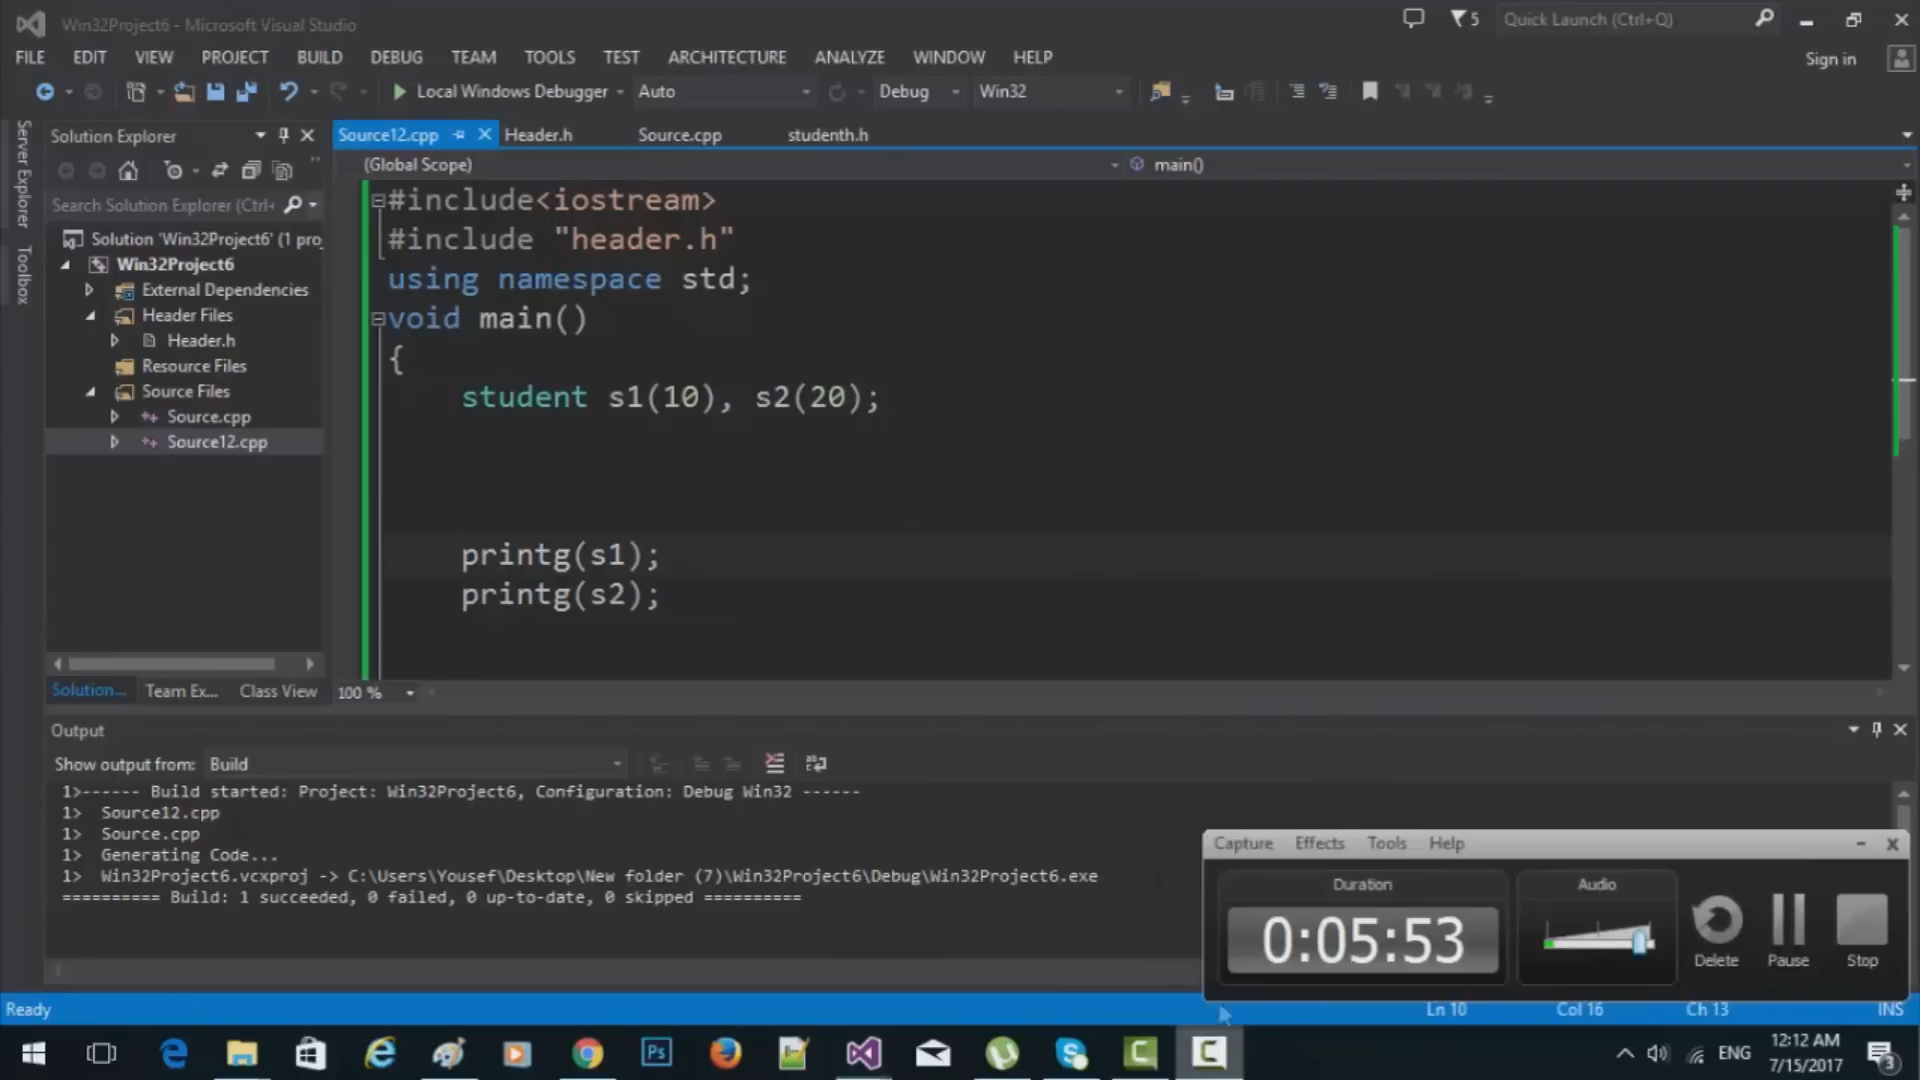 Win32Project6 - Microsoft Visual Studio
5
Quick Launch (Ctrl+Q)
FILE EDIT VIEW PROJECT BUILD DEBUG TEAM TOOLS TEST ARCHITECTURE ANALYZE WINDOW HELP
Sign in
Local Windows Debugger Auto Debug Win32
Server Explorer
Toolbox
Solution Explorer
Search Solution Explorer (Ctrl+
Solution 'Win32Project6' (1 proj
Win32Project6
External Dependencies
Header Files
Header.h
Resource Files
Source Files
Source.cpp
Source12.cpp
Solution... Team Ex... Class View
Source12.cpp Header.h Source.cpp studenth.h
(Global Scope) main()
#include<iostream>
#include "header.h"
using namespace std;
void main()
{
student s1(10), s2(20);
printg(s1);
printg(s2);
100 %
Output
Show output from: Build
1>------ Build started: Project: Win32Project6, Configuration: Debug Win32 ------
1> Source12.cpp
1> Source.cpp
1> Generating Code...
1> Win32Project6.vcxproj -> C:\Users\Yousef\Desktop\New folder (7)\Win32Project6\Debug\Win32Project6.exe
========== Build: 1 succeeded, 0 failed, 0 up-to-date, 0 skipped ==========
Capture Effects Tools Help
Duration
0:05:53
Audio
Delete Pause Stop
Ready
Ln 10 Col 16 Ch 13 INS
Ps
ENG
12:12 AM
7/15/2017
3